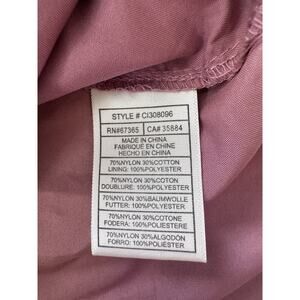 STYLE # CI308096
RN#67365 CA# 35884
MADE IN CHINA
FABRIQUÉ EN CHINE
HECHO EN CHINA
70%NYLON 30%COTTON
LINING: 100%POLYESTER
70%NYLON 30%COTON
DOUBLURE: 100%POLYESTER
70%NYLON 30%BAUMWOLLE
FUTTER: 100%POLYESTER
70%NYLON 30%COTONE
FODERA: 100%POLIESTERE
70%NYLON 30%ALGODÓN
FORRO: 100%POLIESTER